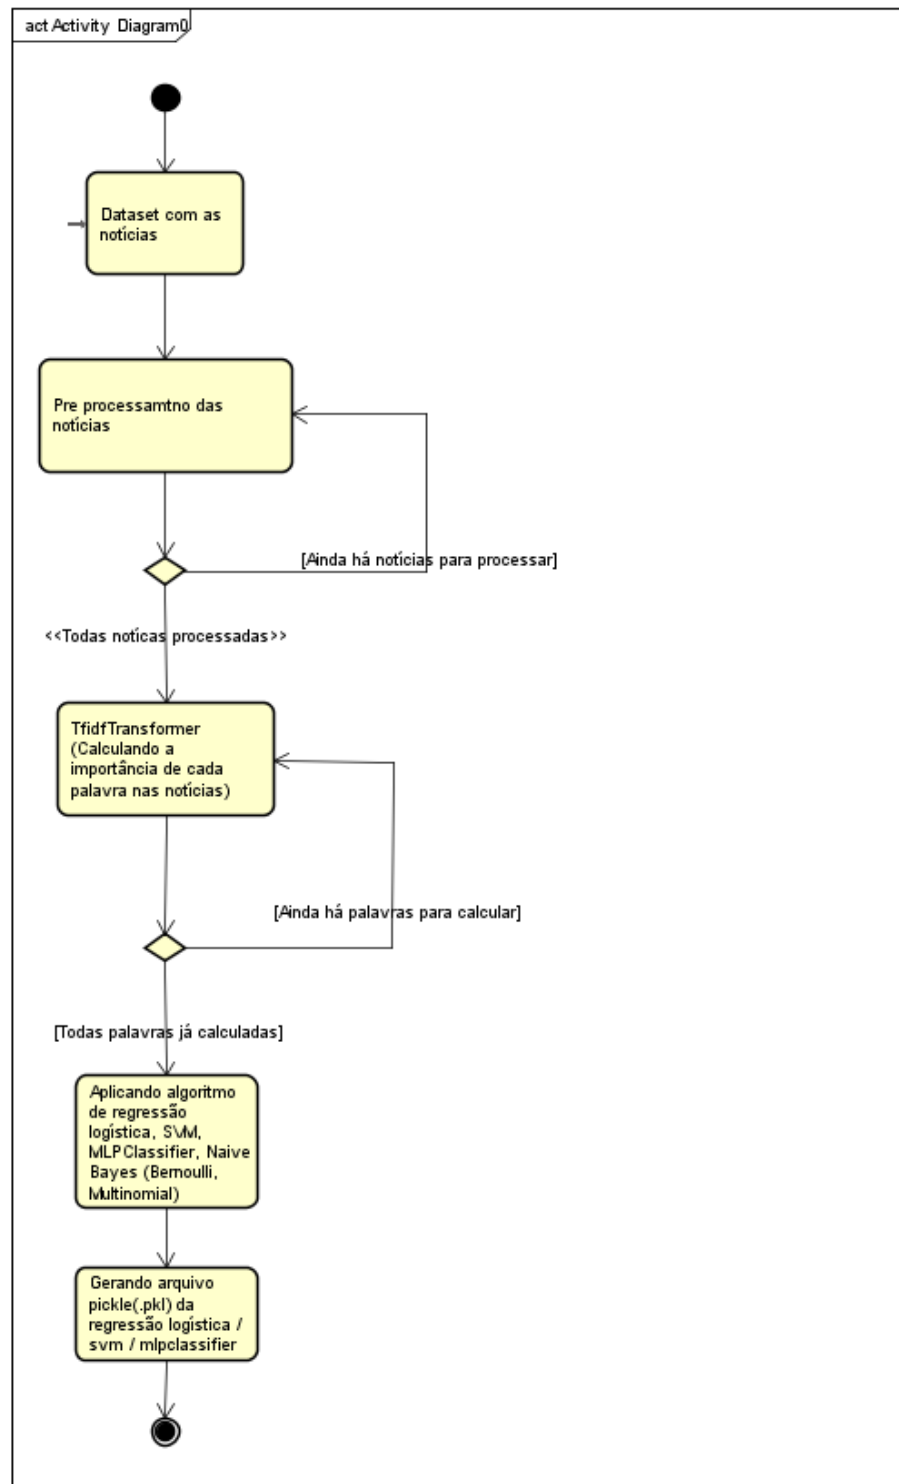 act Activity Diagram0
Dataset com as
notícias
Pre processamtno das
notícias
[Ainda há notícias para processar]
<<Todas notícas processadas>>
TfidfTransformer
(Calculando a
importância de cada
palavra nas notícias)
[Ainda há palavras para calcular]
[Todas palavras já calculadas]
Aplicando algoritmo
de regressão
logística, SVM,
MLPClassifier, Naive
Bayes (Bernoulli,
Multinomial)
Gerando arquivo
pickle(.pkl) da
regressão logística /
svm / mlpclassifier